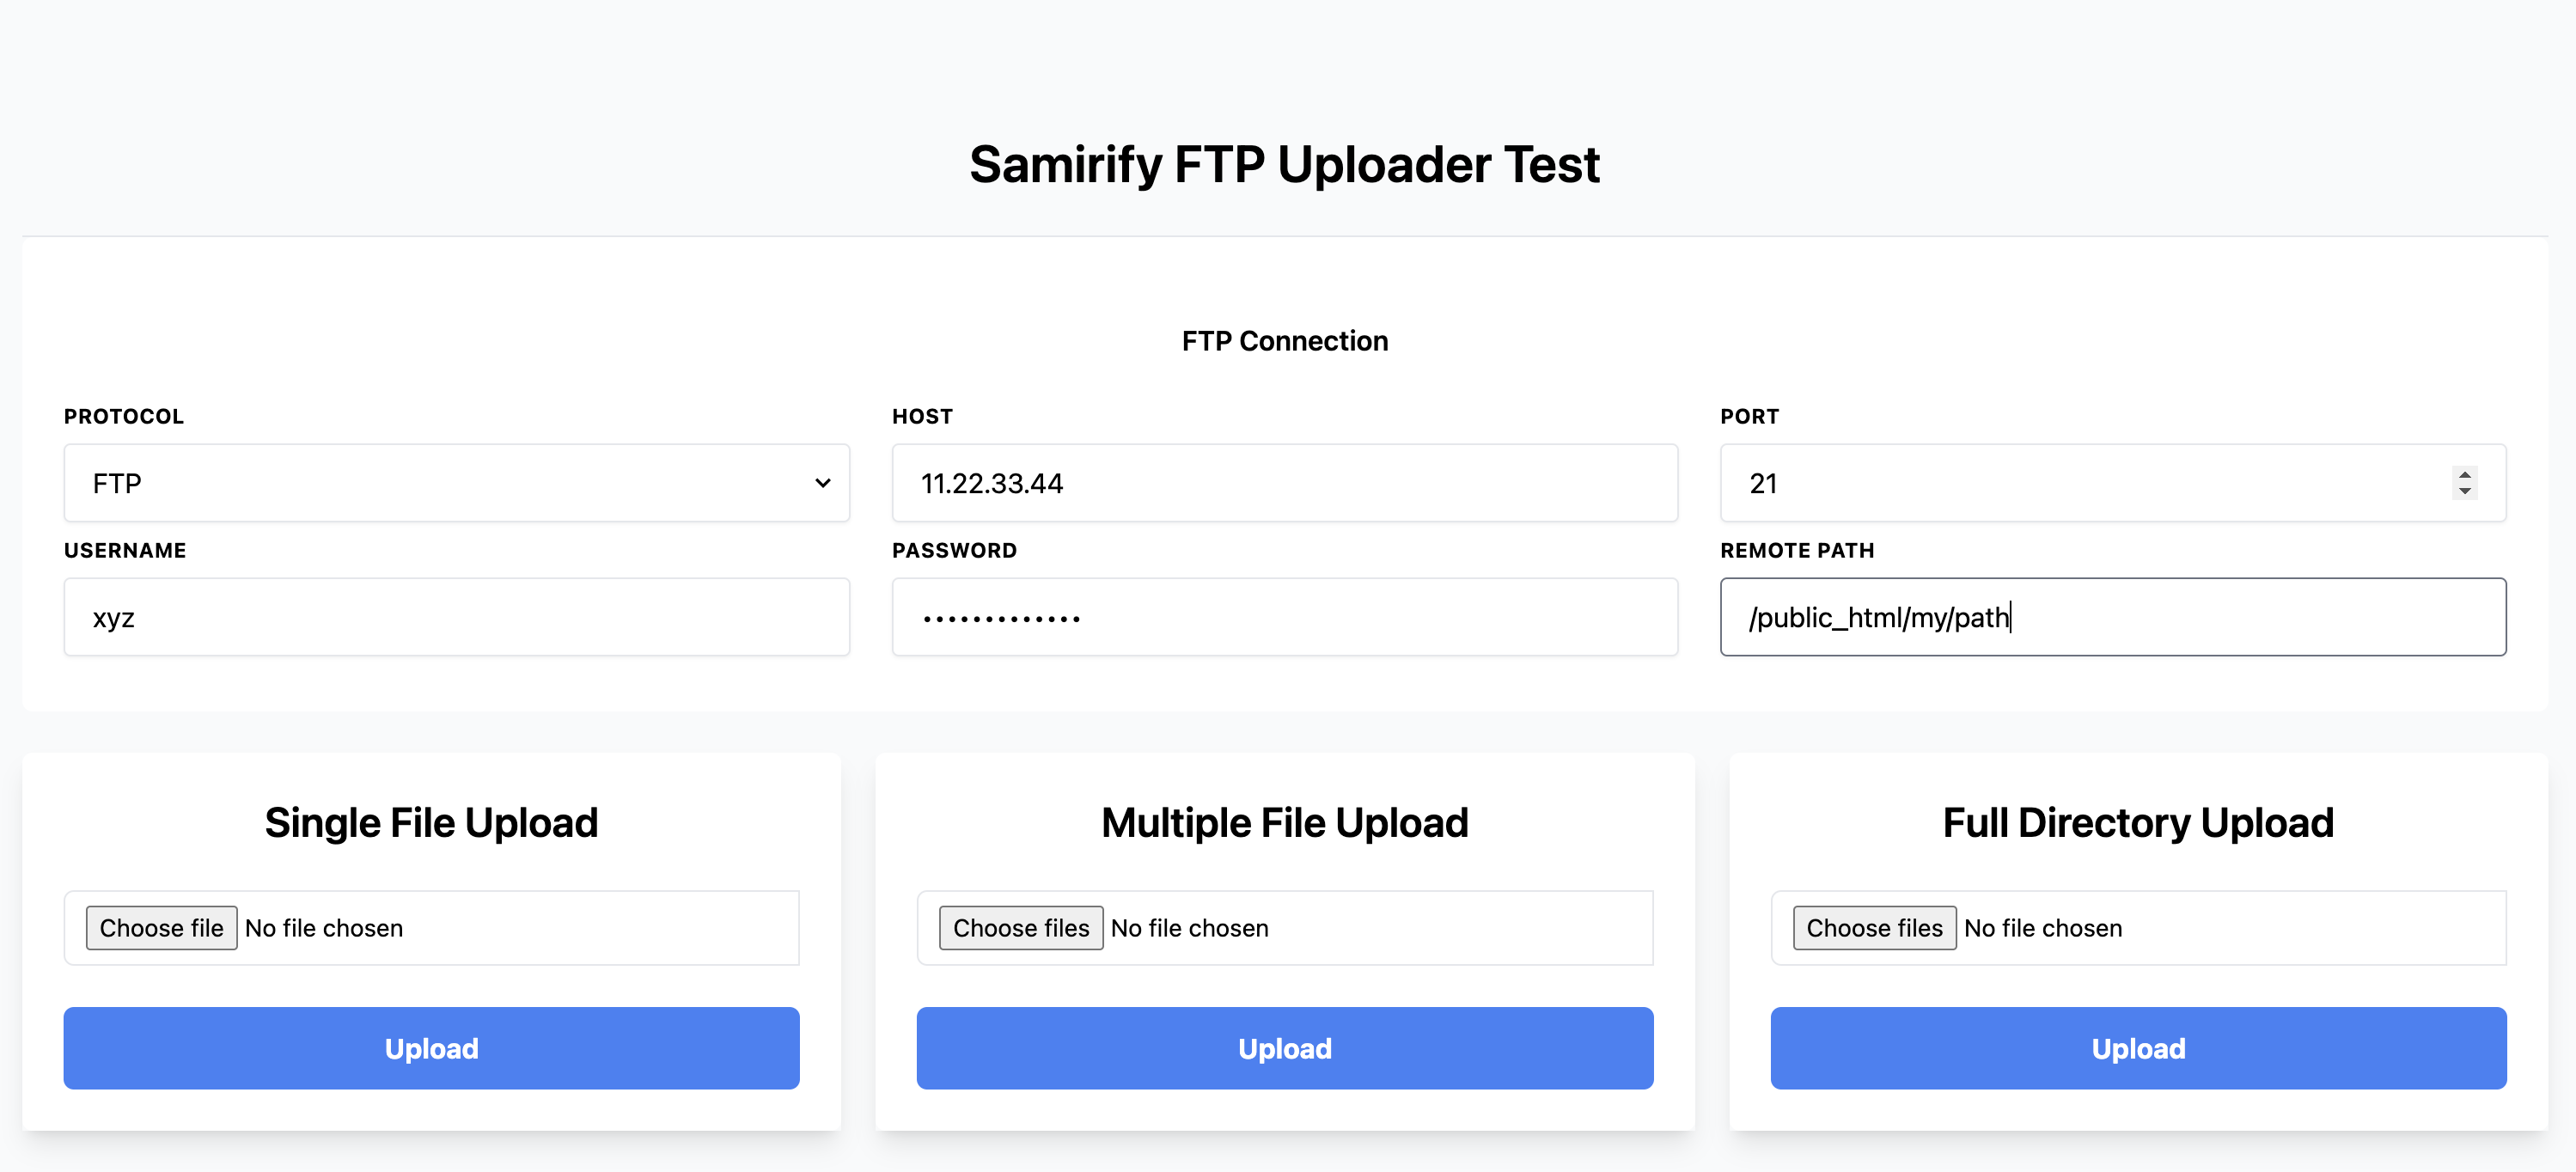 Samirify FTP Uploader Test
FTP Connection
PROTOCOL HOST PORT
FTP 11.22.33.44 21
USERNAME PASSWORD REMOTE PATH
xyz ••••••••••••• /public_html/my/path
Single File Upload Multiple File Upload Full Directory Upload
Choose file No file chosen Choose files No file chosen Choose files No file chosen
Upload Upload Upload